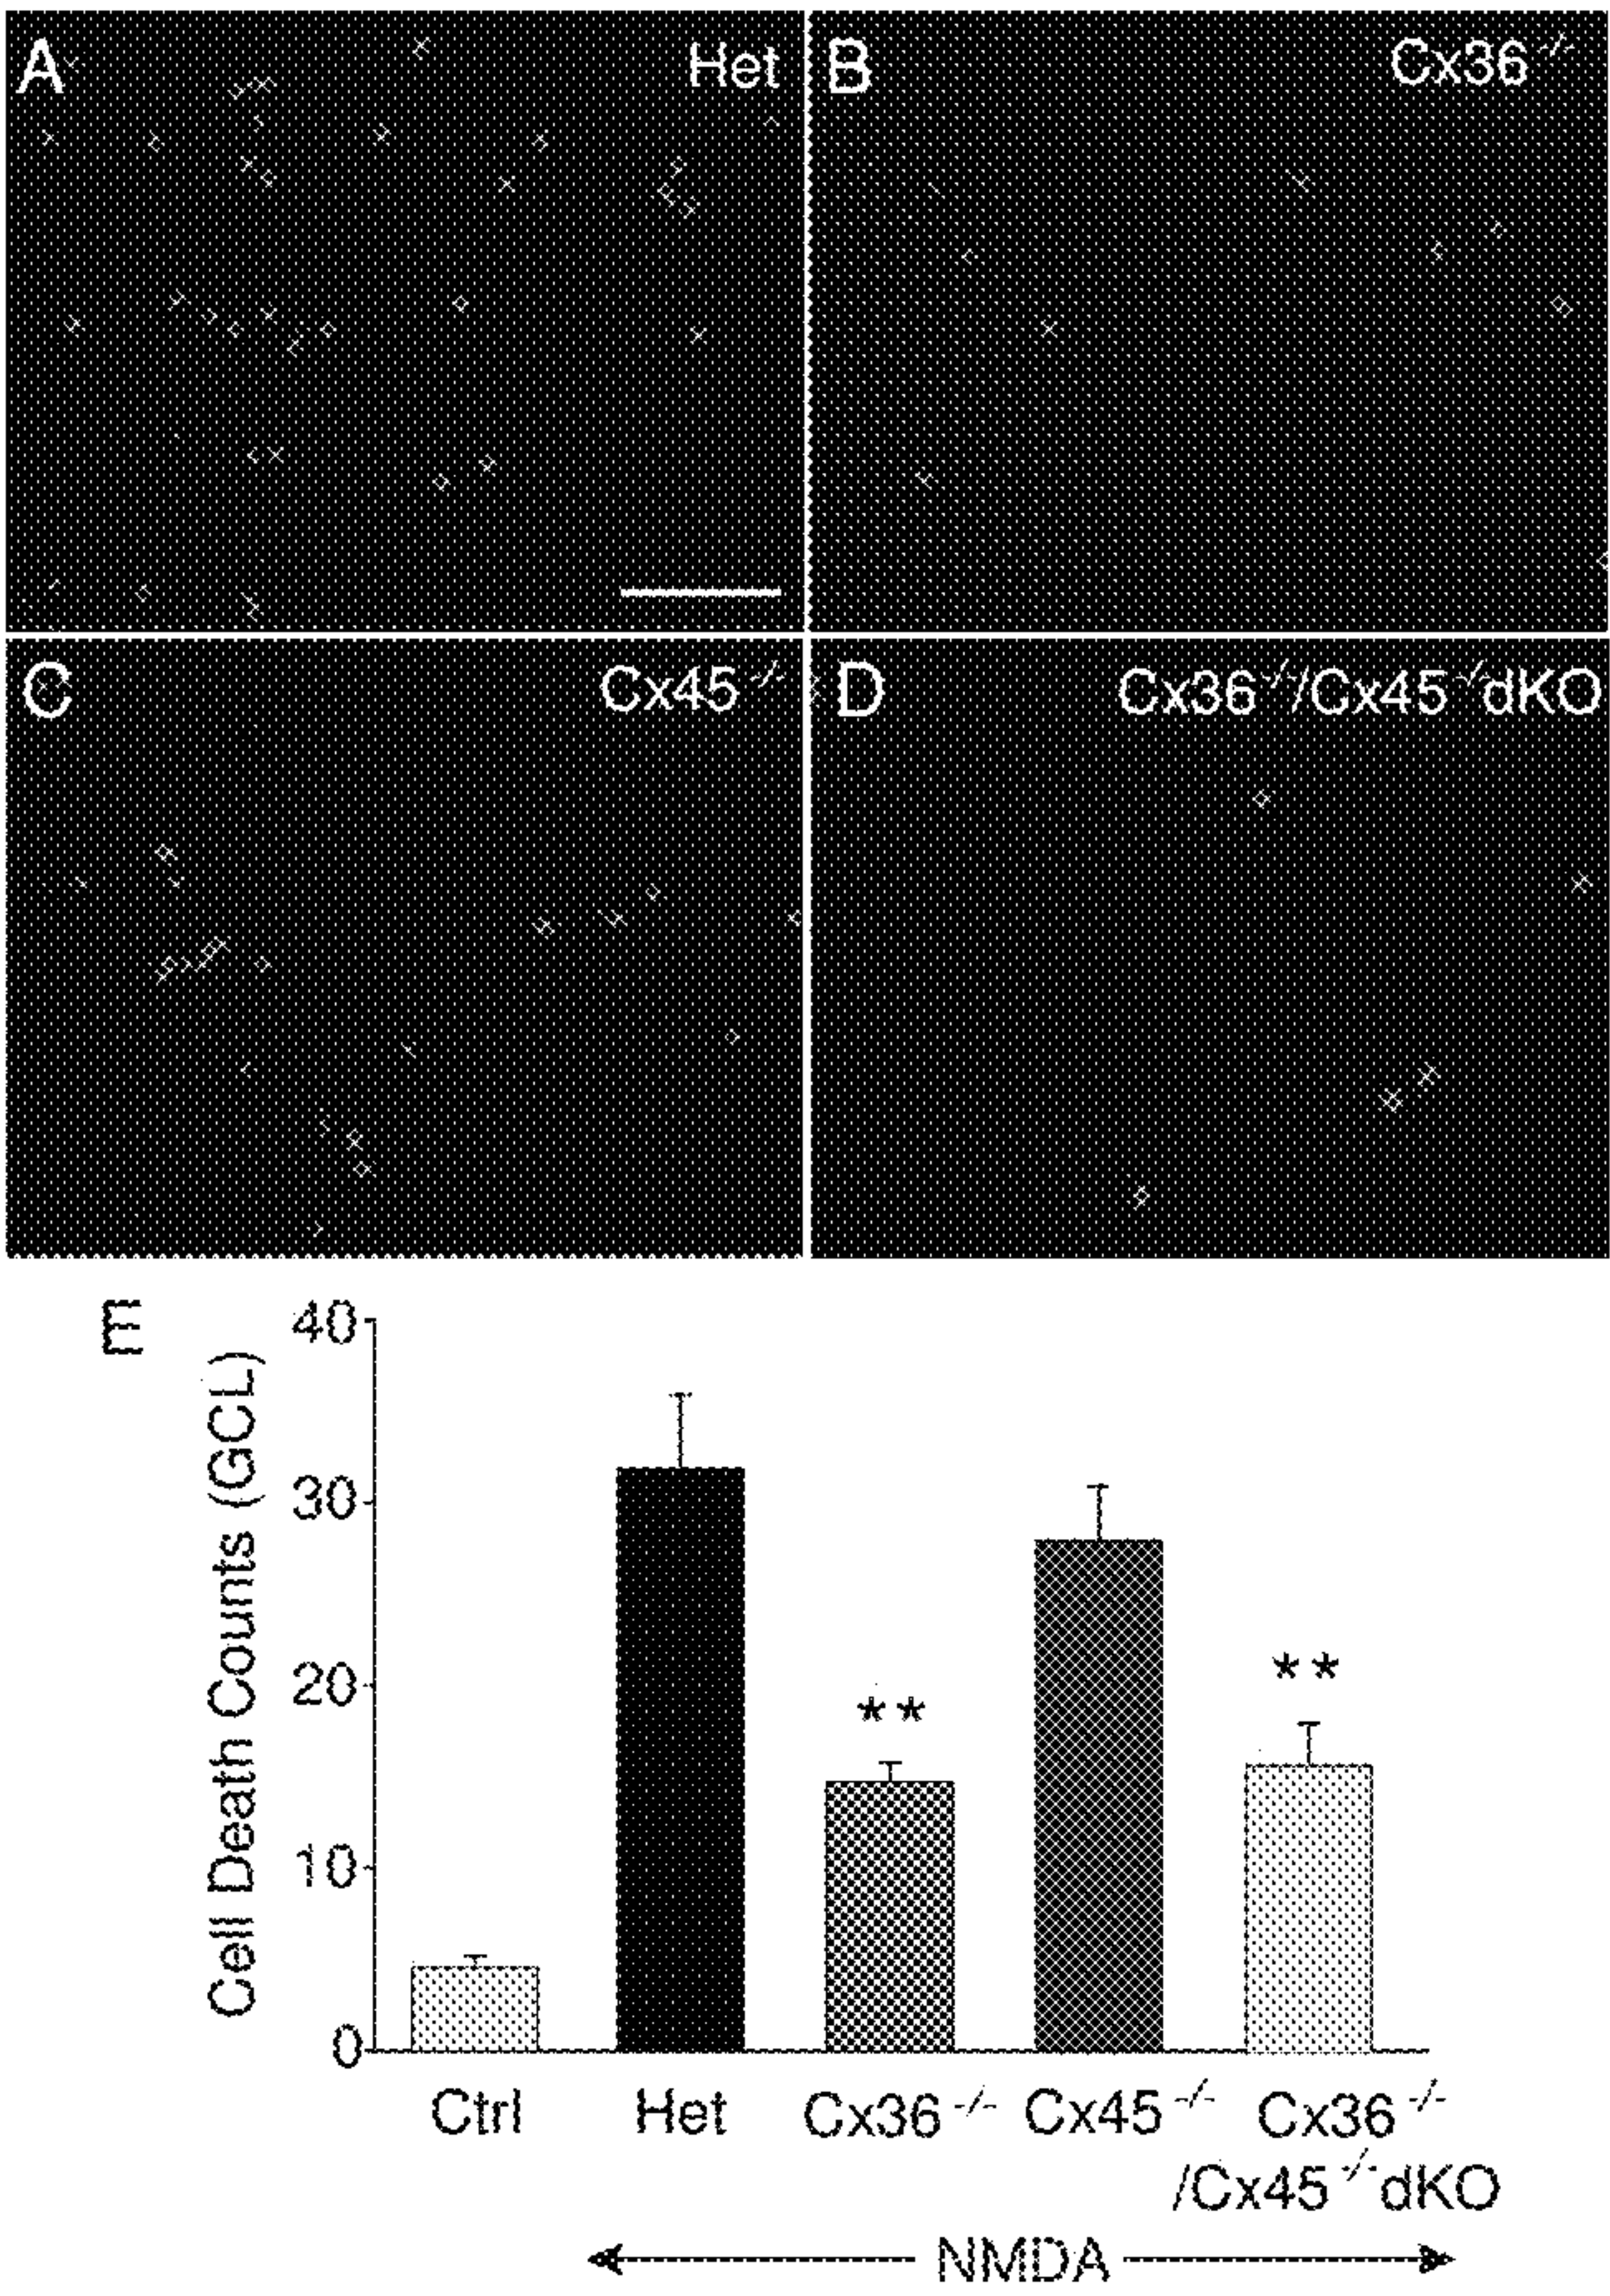 A Het
B Cx36 -/-
C Cx45 -/-
D Cx36-/-/Cx45-/-dKO
E
Cell Death Counts (GCL)
40
30
20
10
0
**
**
Ctrl Het Cx36 -/- Cx45 -/- Cx36 -/-
/Cx45 -/- dKO
NMDA